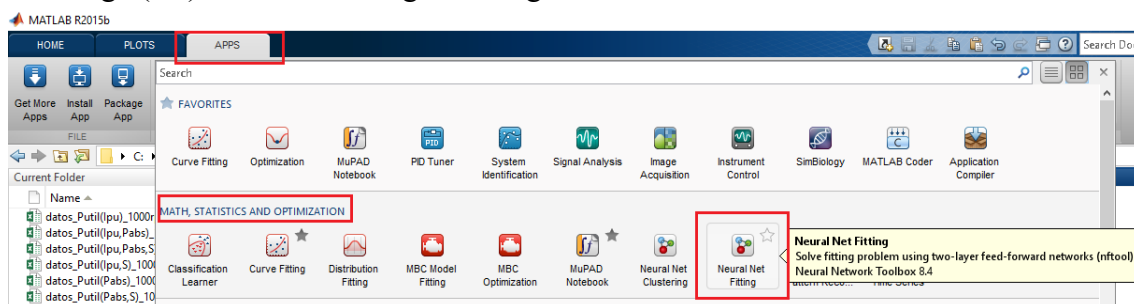 MATLAB R2015b
HOME PLOTS APPS
Search Do
Search
Get More Apps
Install App
Package App
FILE
FAVORITES
Curve Fitting
Optimization
MuPAD Notebook
PID Tuner
System Identification
Signal Analysis
Image Acquisition
Instrument Control
SimBiology
MATLAB Coder
Application Compiler
C:
Current Folder
Name
MATH, STATISTICS AND OPTIMIZATION
datos_Putil(Ipu)_1000r
datos_Putil(Ipu,Pabs)_
datos_Putil(Ipu,Pabs,S
datos_Putil(Ipu,S)_100
datos_Putil(Pabs)_100
datos_Putil(Pabs,S)_10
Classification Learner
Curve Fitting
Distribution Fitting
MBC Model Fitting
MBC Optimization
MuPAD Notebook
Neural Net Clustering
Neural Net Fitting
Neural Net Fitting
Solve fitting problem using two-layer feed-forward networks (nftool)
Neural Network Toolbox 8.4